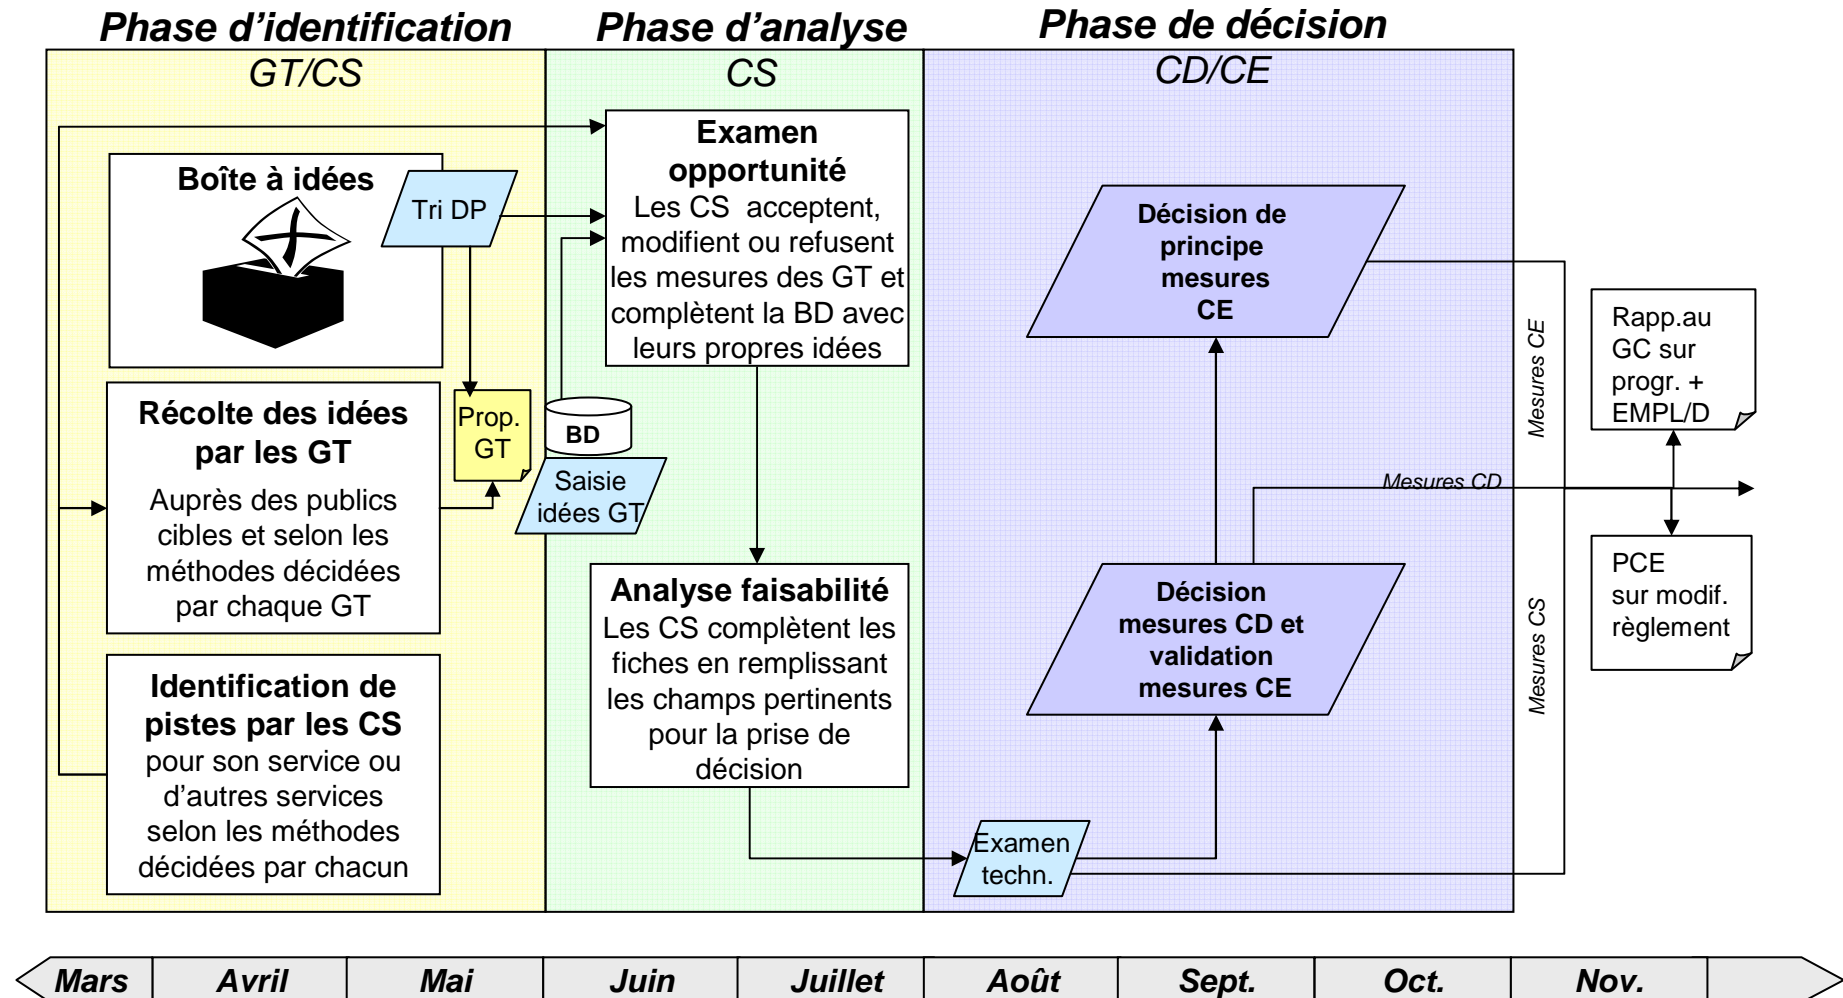 Phase d'identification
GT/CS
Boîte à idées
Tri DP
Récolte des idées
par les GT
Auprès des publics
cibles et selon les
méthodes décidées
par chaque GT
Prop.
GT
Identification de
pistes par les CS
pour son service ou
d'autres services
selon les méthodes
décidées par chacun
Phase d'analyse
CS
Examen
opportunité
Les CS acceptent,
modifient ou refusent
les mesures des GT et
complètent la BD avec
leurs propres idées
BD
Saisie
idées GT
Analyse faisabilité
Les CS complètent les
fiches en remplissant
les champs pertinents
pour la prise de
décision
Phase de décision
CD/CE
Décision de
principe
mesures
CE
Décision
mesures CD et
validation
mesures CE
Examen
techn.
Mesures CE
Mesures CD
Mesures CS
Rapp.au
GC sur
progr. +
EMPL/D
PCE
sur modif.
règlement
Mars Avril Mai Juin Juillet Août Sept. Oct. Nov.